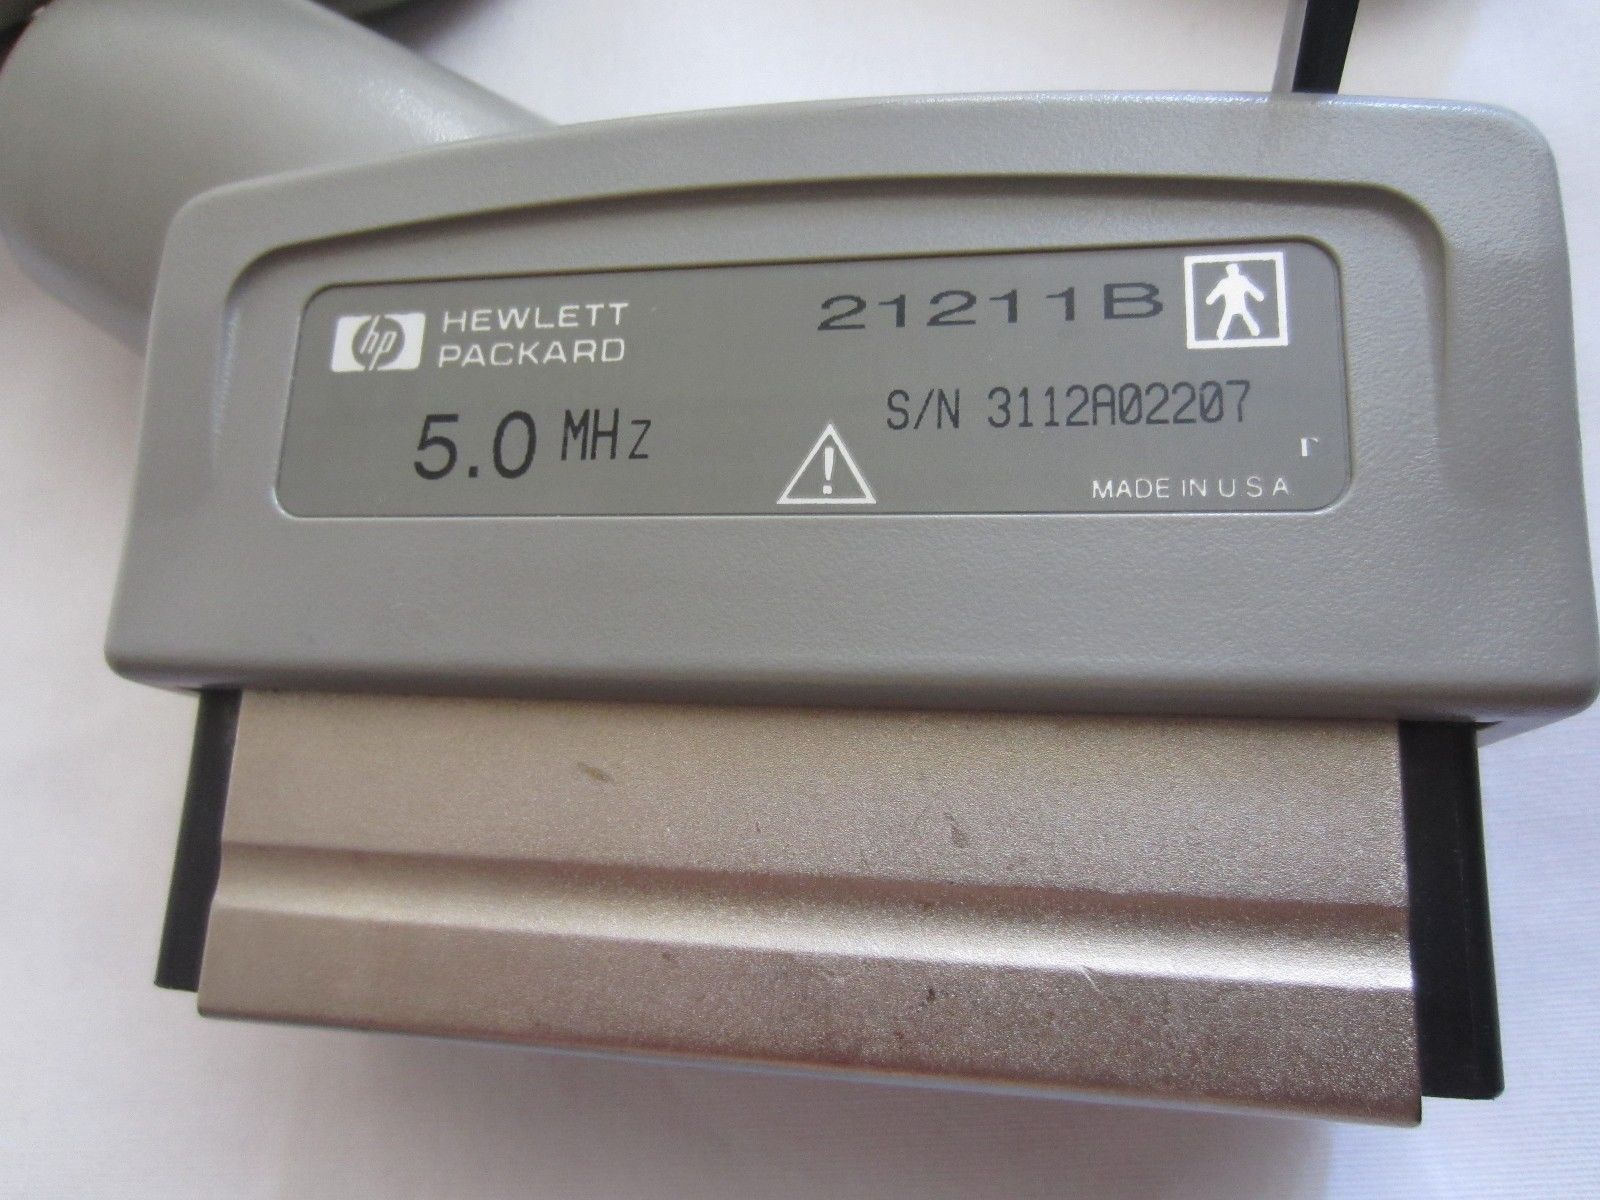 hp HEWLETT
PACKARD
21211B
5.0 MHz
S/N 3112A02207
!
r
MADE IN U S A